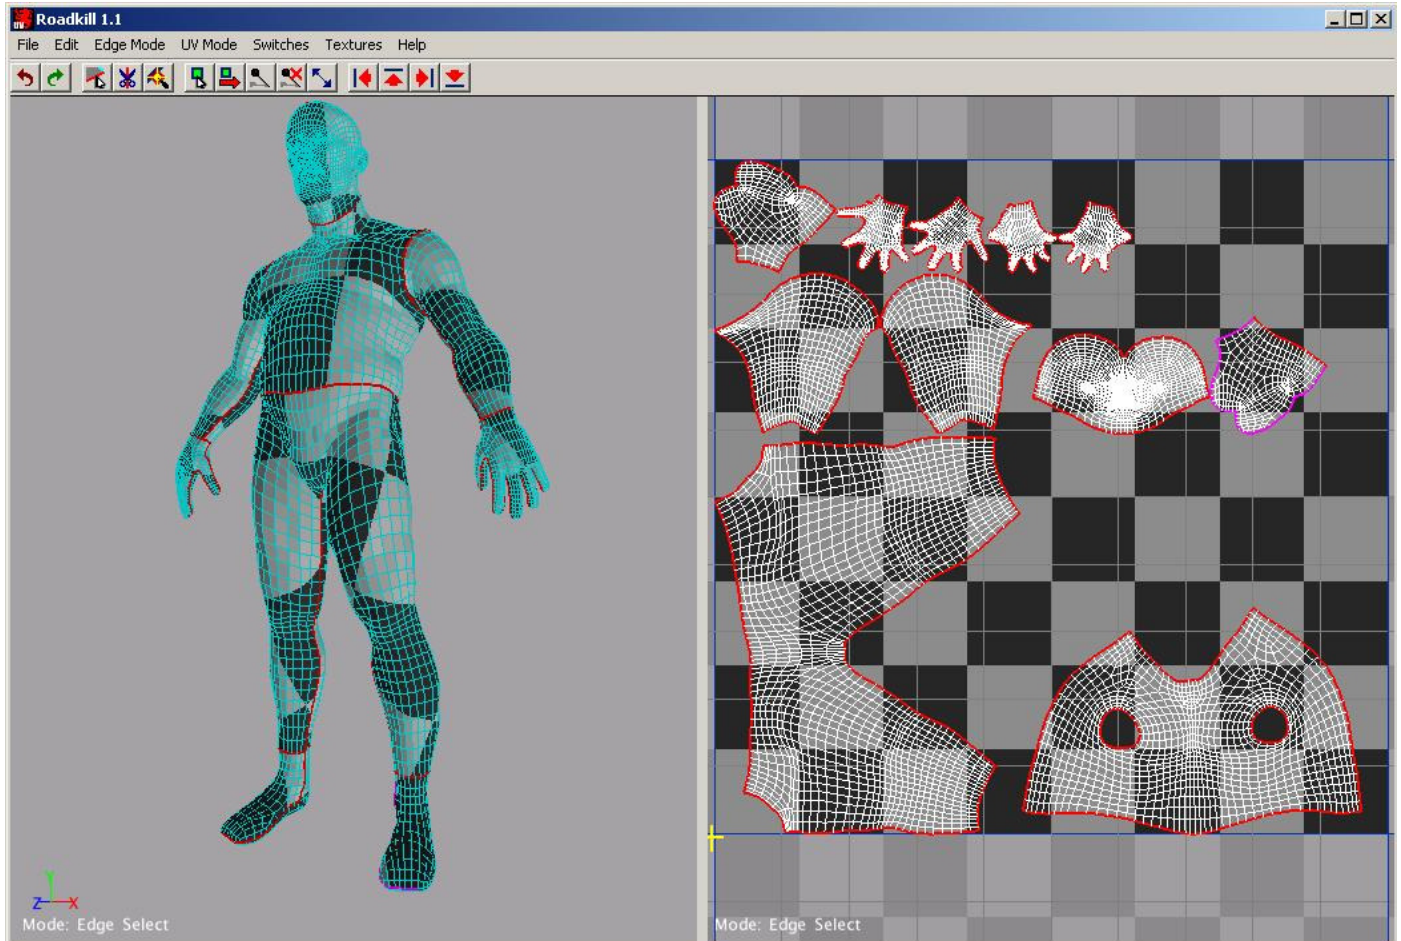 Roadkill 1.1
File Edit Edge Mode UV Mode Switches Textures Help
Y
Z X
Mode: Edge Select
Mode: Edge Select